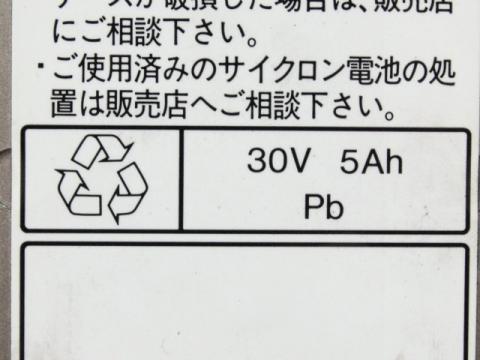 ケースが破損した場合は、販売店
にご相談下さい。
・ご使用済みのサイクロン電池の処
置は販売店へご相談下さい。
30V 5Ah
Pb